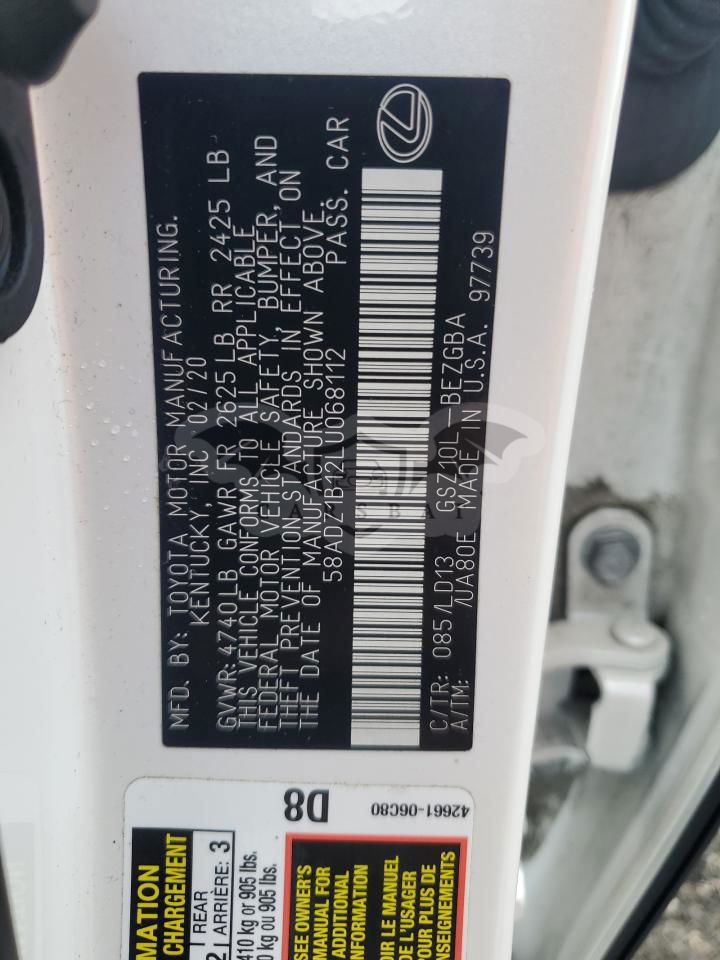 MFD. BY: TOYOTA MOTOR MANUFACTURING.
KENTUCKY, INC 02/20
GVWR: 4740LB GAWR FR 2625LB RR 2425 LB
THIS VEHICLE CONFORMS TO ALL APPLICABLE
FEDERAL MOTOR VEHICLE SAFETY, BUMPER, AND
THEFT PREVENTION STANDARDS IN EFFECT ON
THE DATE OF MANUFACTURE SHOWN ABOVE.
58ADZ1B12LU068112 PASS. CAR
C/TR: 085/LD13 GSZ10L-BEZGBA
A/TM: /UA80E MADE IN U.S.A. 97739
D8
42661-06C80
CHARGEMENT
2 REAR
ARRIÈRE: 3
410 kg or 905 lbs.
kg ou 905 lbs.
SEE OWNER'S
MANUAL FOR
ADDITIONAL
INFORMATION
LE MANUEL
DE L'USAGER
POUR PLUS DE
RENSEIGNEMENTS